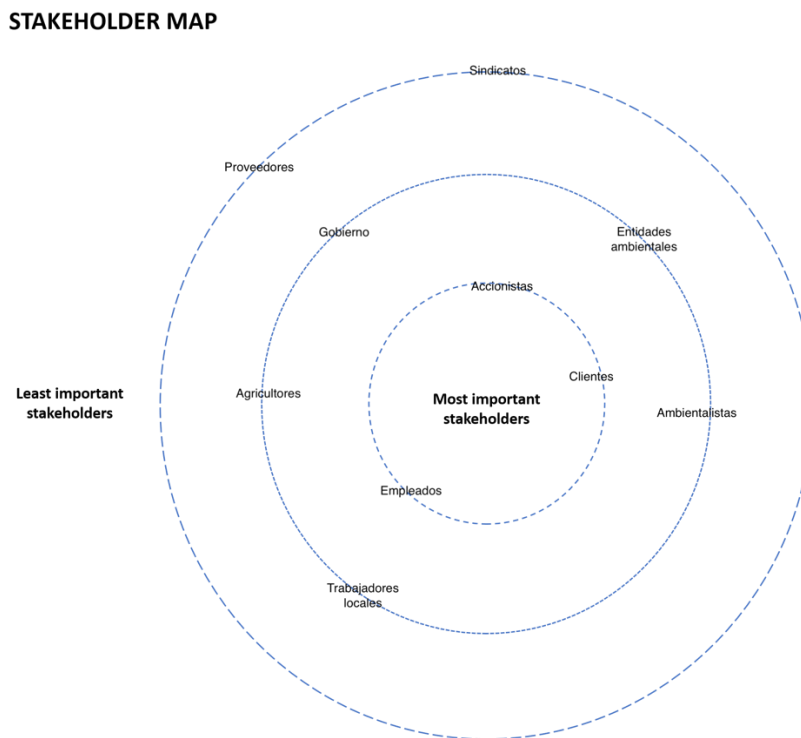 STAKEHOLDER MAP
Sindicatos
Proveedores
Gobierno
Entidades
ambientales
Accionistas
Clientes
Least important
stakeholders
Agricultores
Most important
stakeholders
Ambientalistas
Empleados
Trabajadores
locales